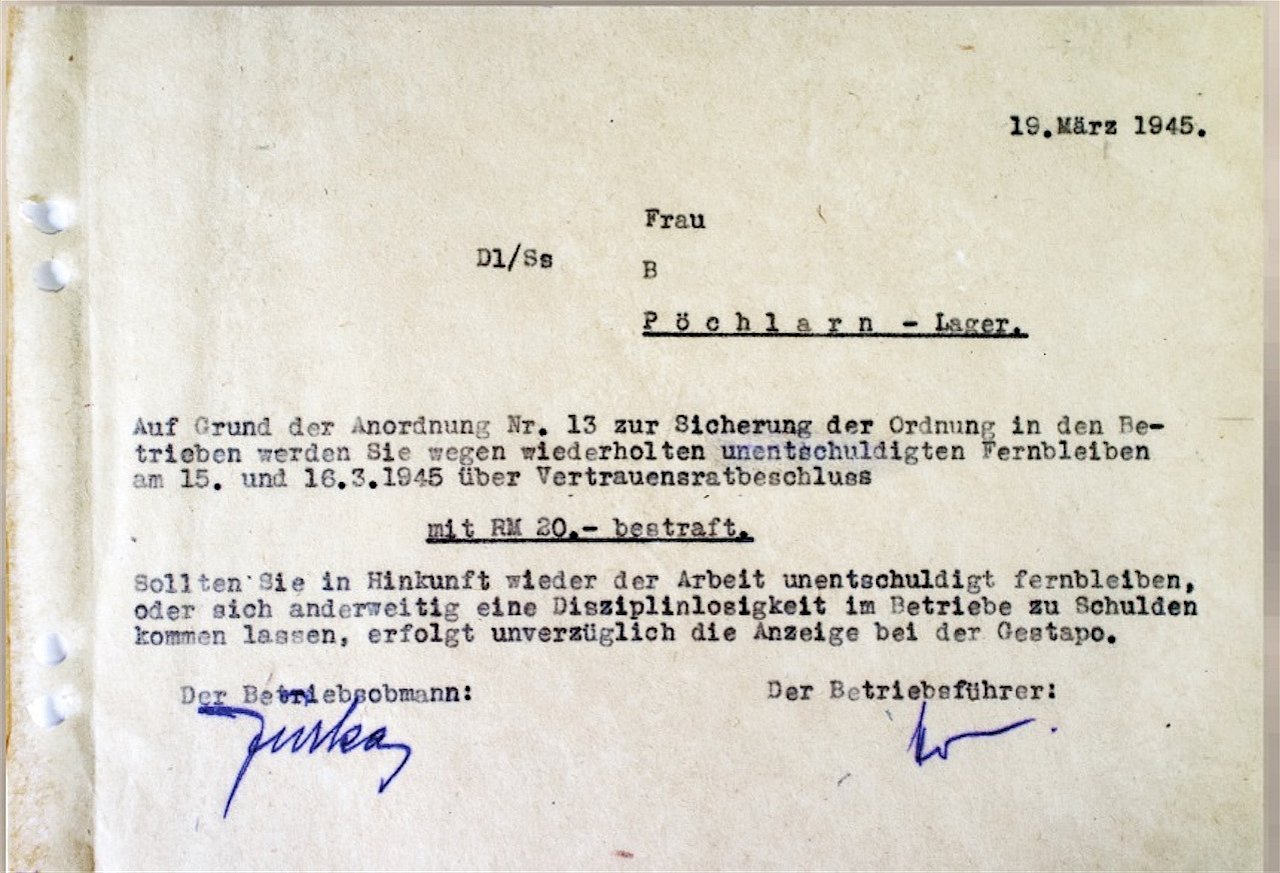 19.März 1945.
Frau
Dl/Ss
B
Pöchlarn - Lager.
Auf Grund der Anordnung Nr. 13 zur Sicherung der Ordnung in den Be-
trieben werden Sie wegen wiederholten unentschuldigten Fernbleiben
am 15. und 16.3.1945 über Vertrauensratbeschluss
mit RM 20.- bestraft.
Sollten Sie in Hinkunft wieder der Arbeit unentschuldigt fernbleiben,
oder sich anderweitig eine Disziplinlosigkeit im Betriebe zu Schulden
kommen lassen, erfolgt unverzüglich die Anzeige bei der Gestapo.
Der Betriebsobmann:
Der Betriebsführer: